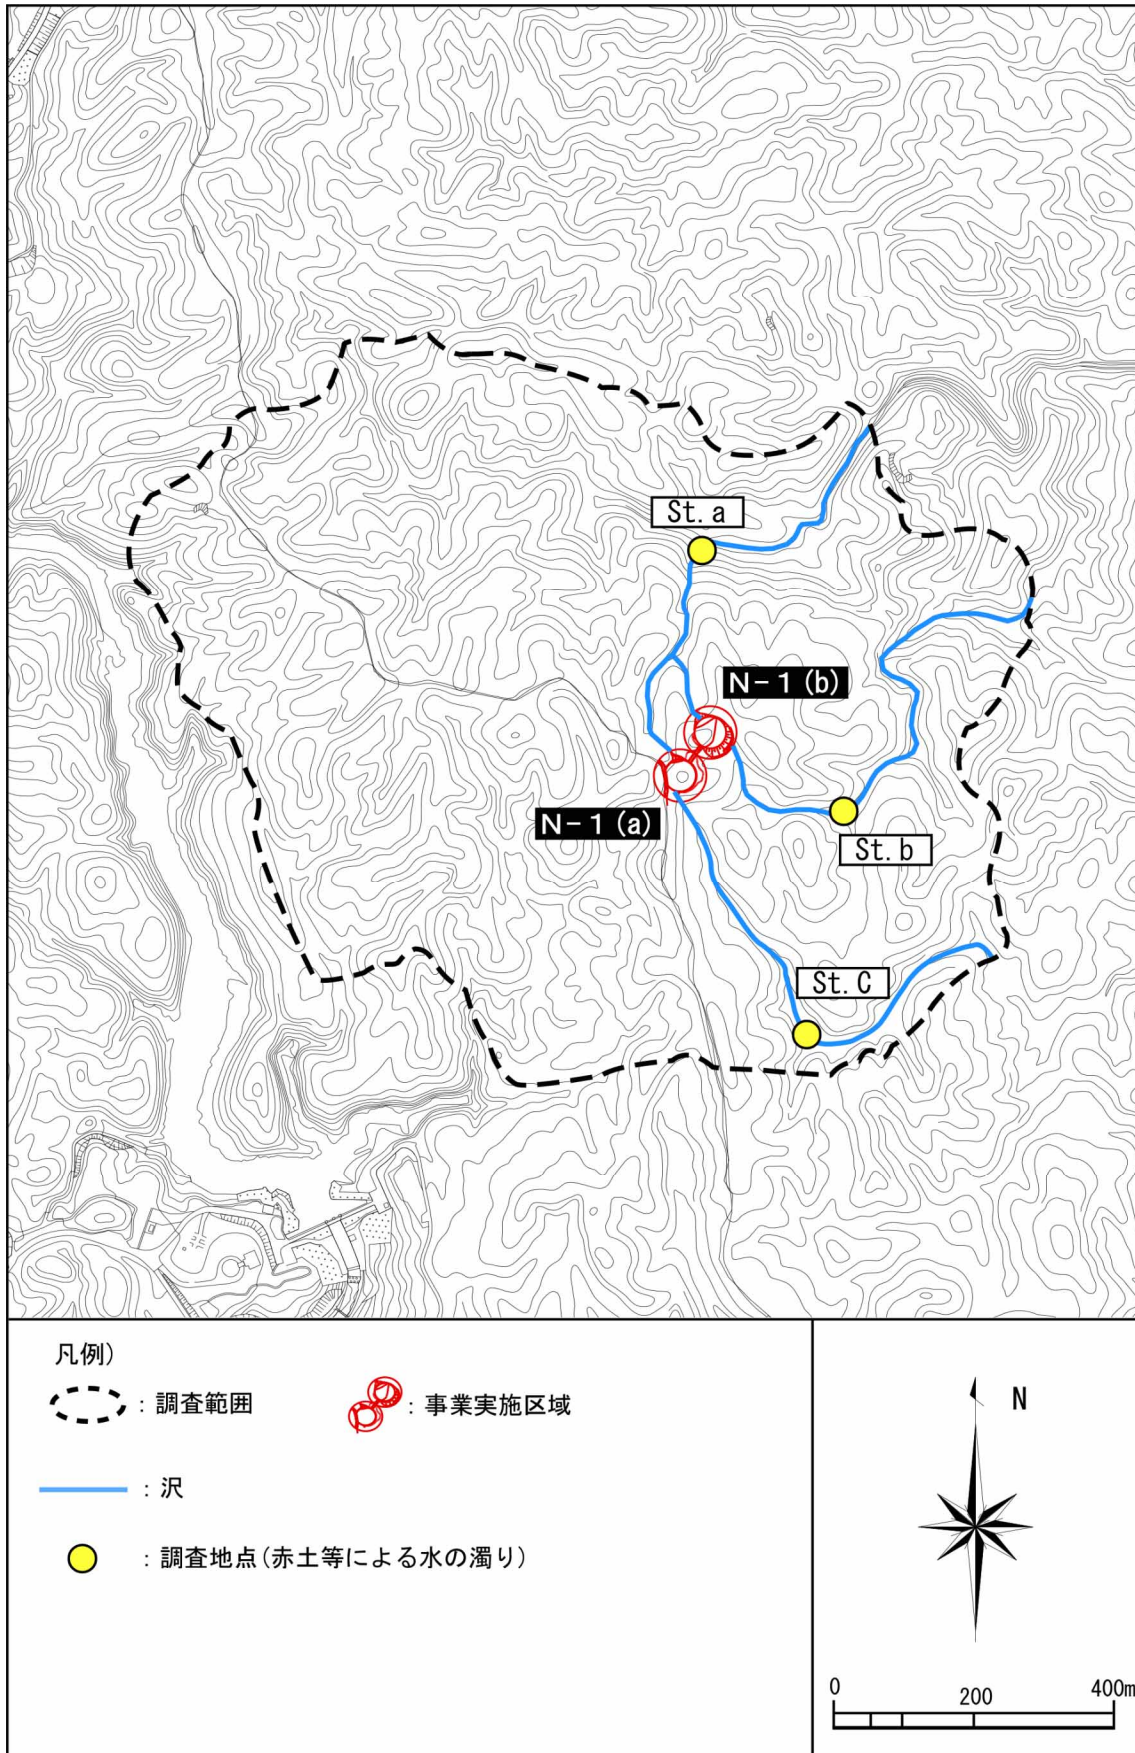 St. a
N-1 (b)
N-1 (a)
St. b
St. C
凡例)
: 調査範囲
: 事業実施区域
: 沢
: 調査地点(赤土等による水の濁り)
N
0 200 400m